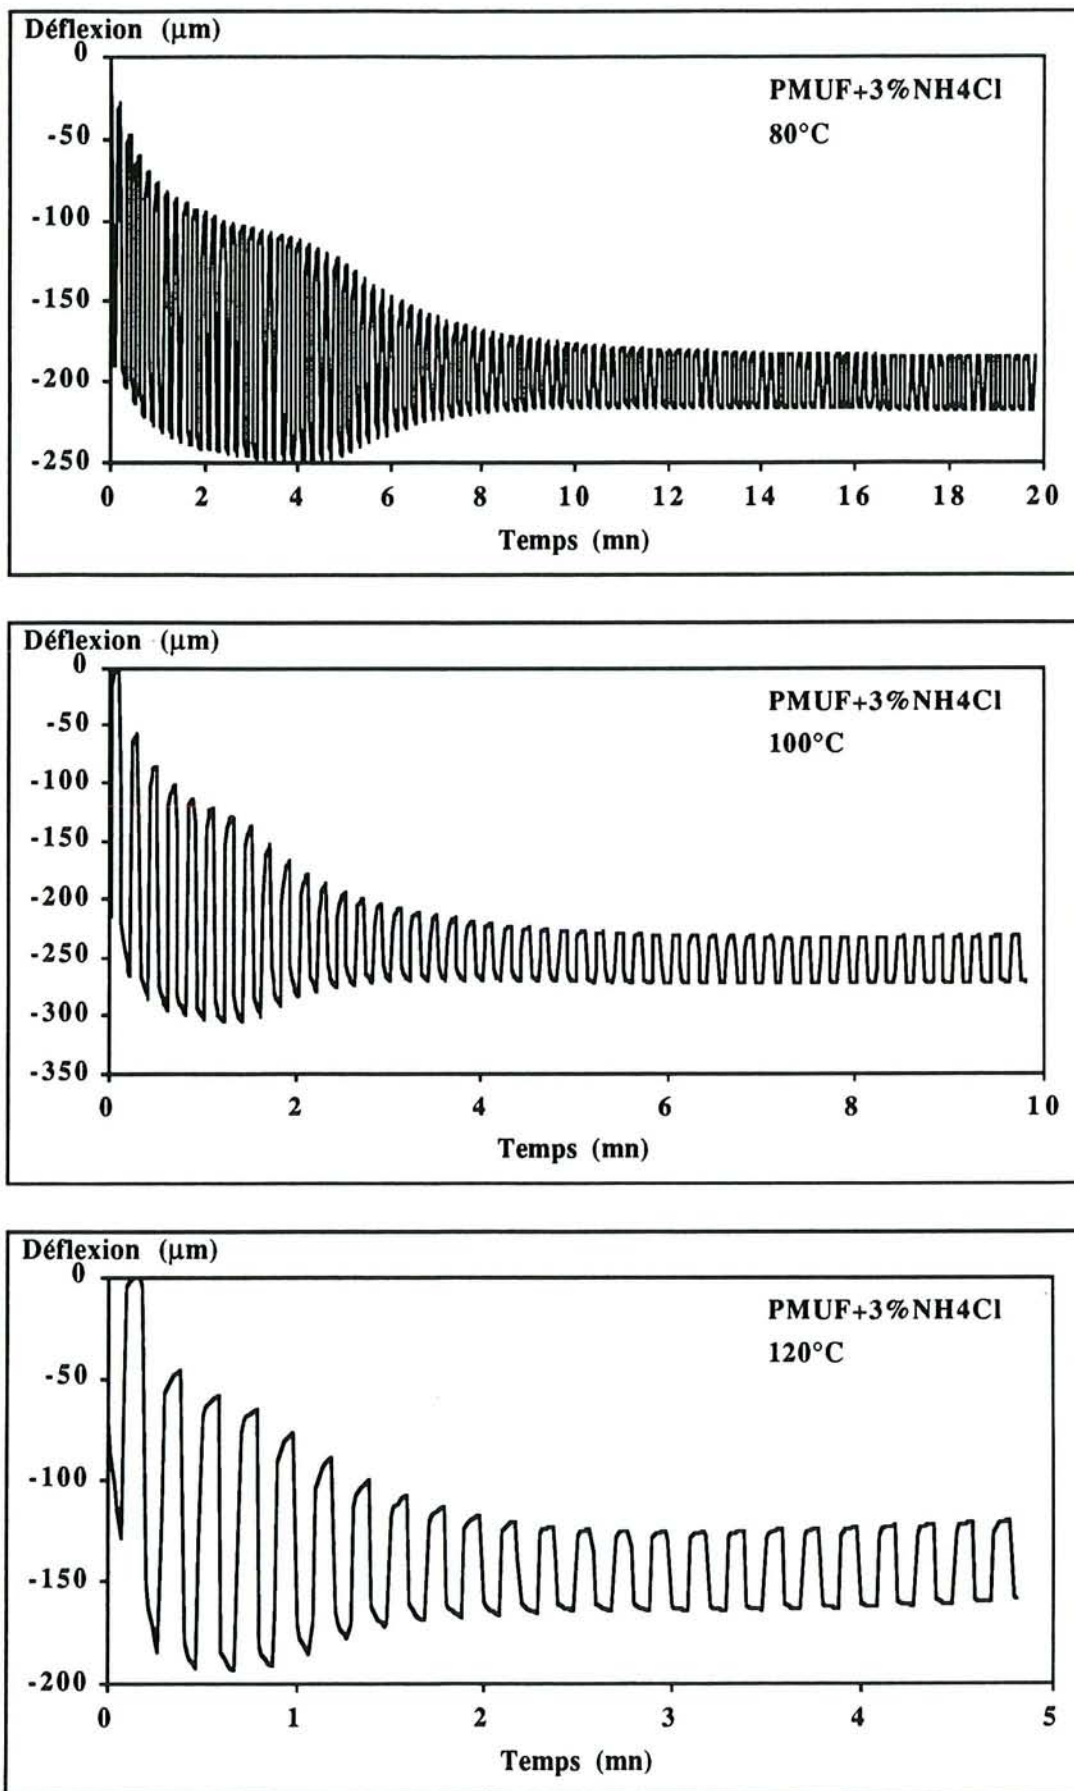 Déflexion (µm)
0
-50
-100
-150
-200
-250
PMUF+3%NH4Cl
80°C
0 2 4 6 8 10 12 14 16 18 20
Temps (mn)
Déflexion (µm)
0
-50
-100
-150
-200
-250
-300
-350
PMUF+3%NH4Cl
100°C
0 2 4 6 8 10
Temps (mn)
Déflexion (µm)
0
-50
-100
-150
-200
PMUF+3%NH4Cl
120°C
0 1 2 3 4 5
Temps (mn)